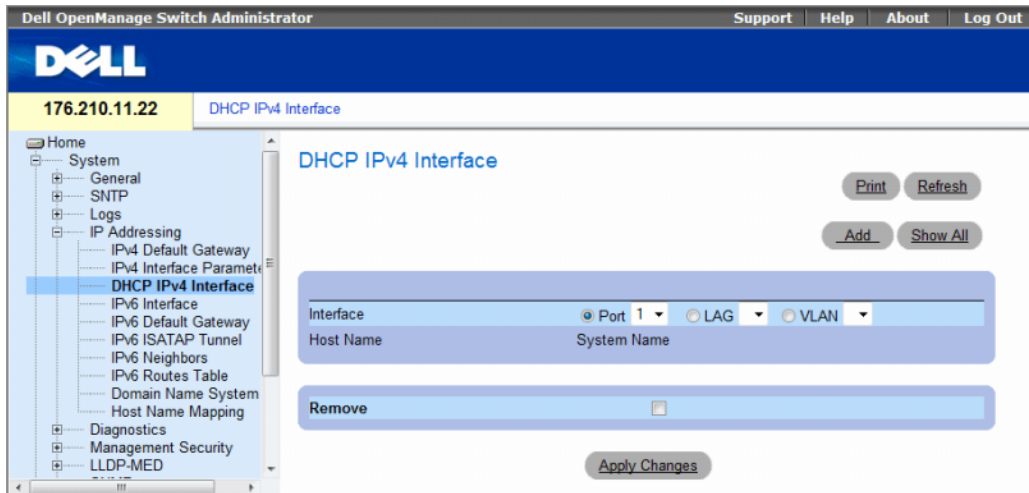 Dell OpenManage Switch Administrator Support Help About Log Out
DELL
176.210.11.22 DHCP IPv4 Interface
Home
System
General
SNTP
Logs
IP Addressing
IPv4 Default Gateway
IPv4 Interface Paramete
DHCP IPv4 Interface
IPv6 Interface
IPv6 Default Gateway
IPv6 ISATAP Tunnel
IPv6 Neighbors
IPv6 Routes Table
Domain Name System
Host Name Mapping
Diagnostics
Management Security
LLDP-MED
DHCP IPv4 Interface
Print Refresh
Add Show All
Interface Port 1 LAG VLAN
Host Name System Name
Remove
Apply Changes